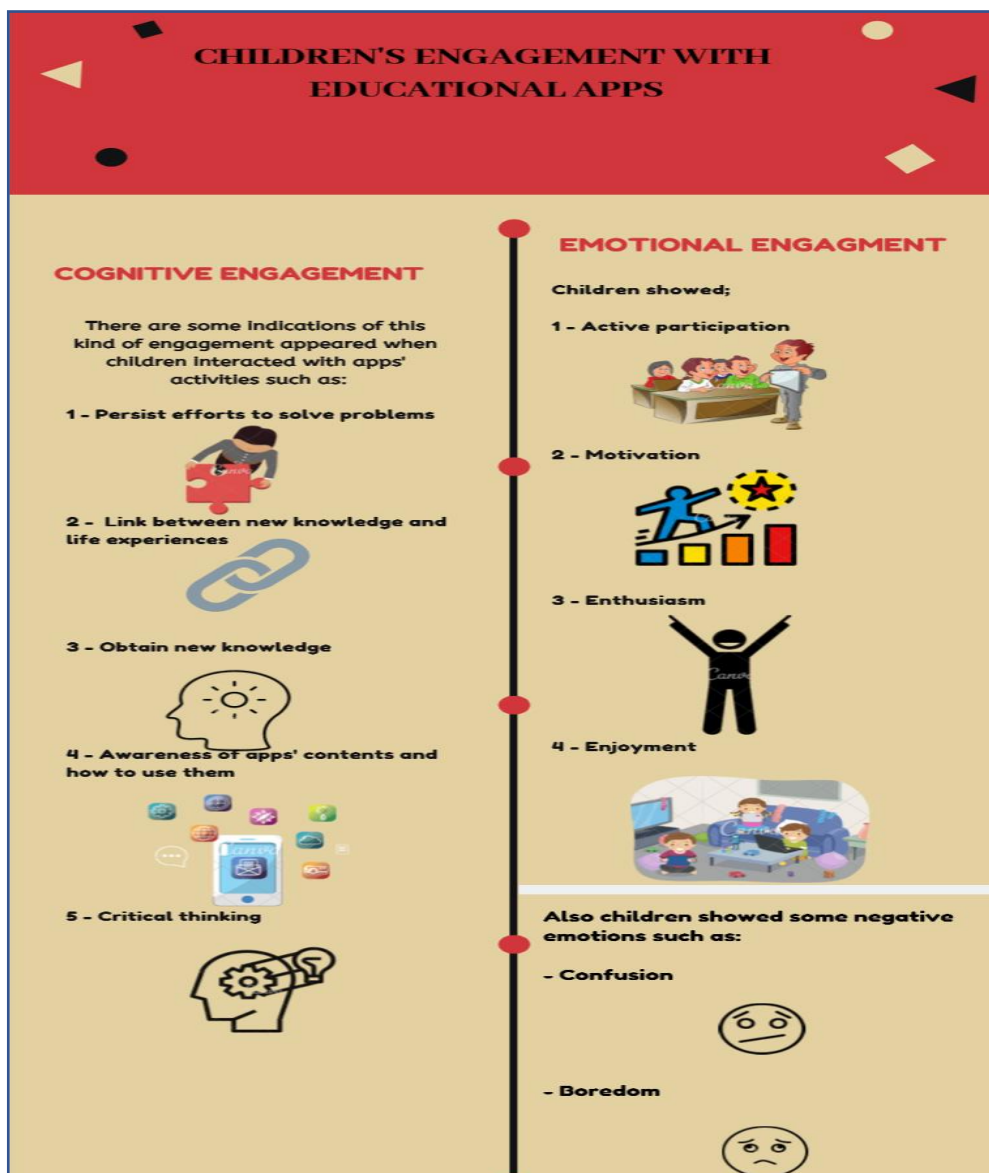 CHILDREN'S ENGAGEMENT WITH
EDUCATIONAL APPS
COGNITIVE ENGAGEMENT
There are some indications of this
kind of engagement appeared when
children interacted with apps'
activities such as:
1 - Persist efforts to solve problems
2 - Link between new knowledge and
life experiences
3 - Obtain new knowledge
4 - Awareness of apps' contents and
how to use them
5 - Critical thinking
EMOTIONAL ENGAGMENT
Children showed;
1 - Active participation
2 - Motivation
3 - Enthusiasm
Canva
4 - Enjoyment
Also children showed some negative
emotions such as:
- Confusion
- Boredom